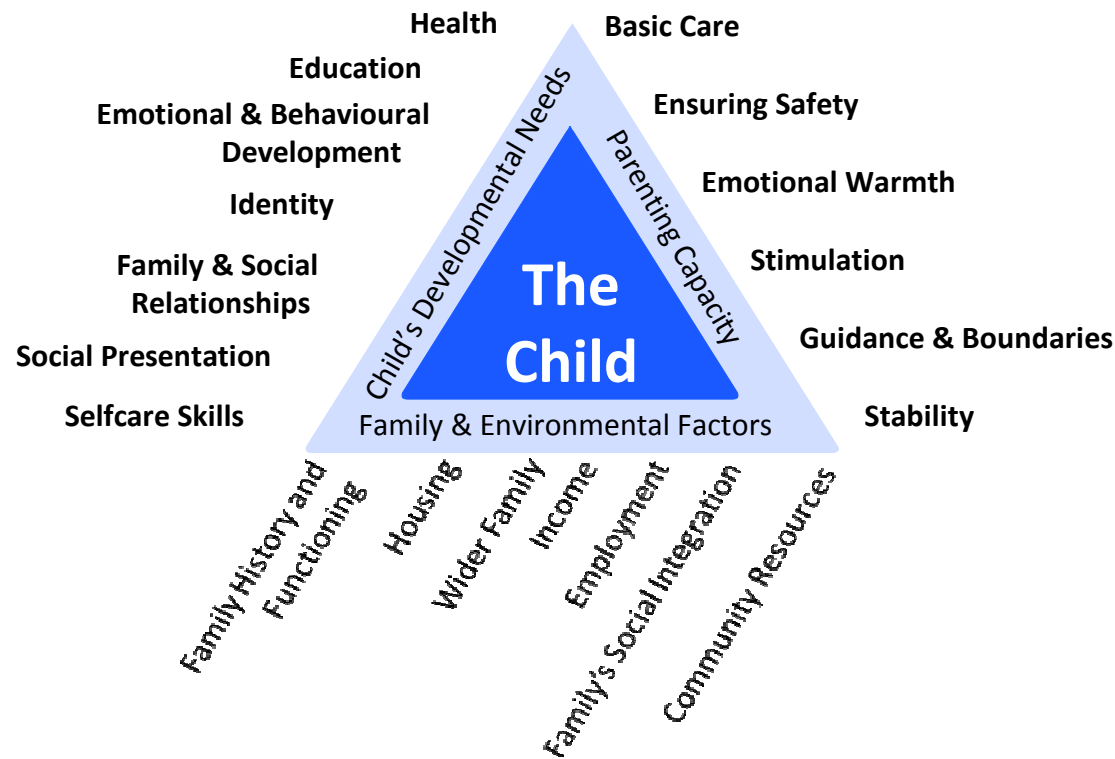 Health
Education
Emotional & Behavioural
Development
Identity
Family & Social
Relationships
Social Presentation
Selfcare Skills
Child's Developmental Needs
Basic Care
Ensuring Safety
Emotional Warmth
Stimulation
Guidance & Boundaries
Stability
Parenting Capacity
The
Child
Family & Environmental Factors
Family History and
Functioning
Housing
Wider Family
Income
Employment
Family's Social Integration
Community Resources